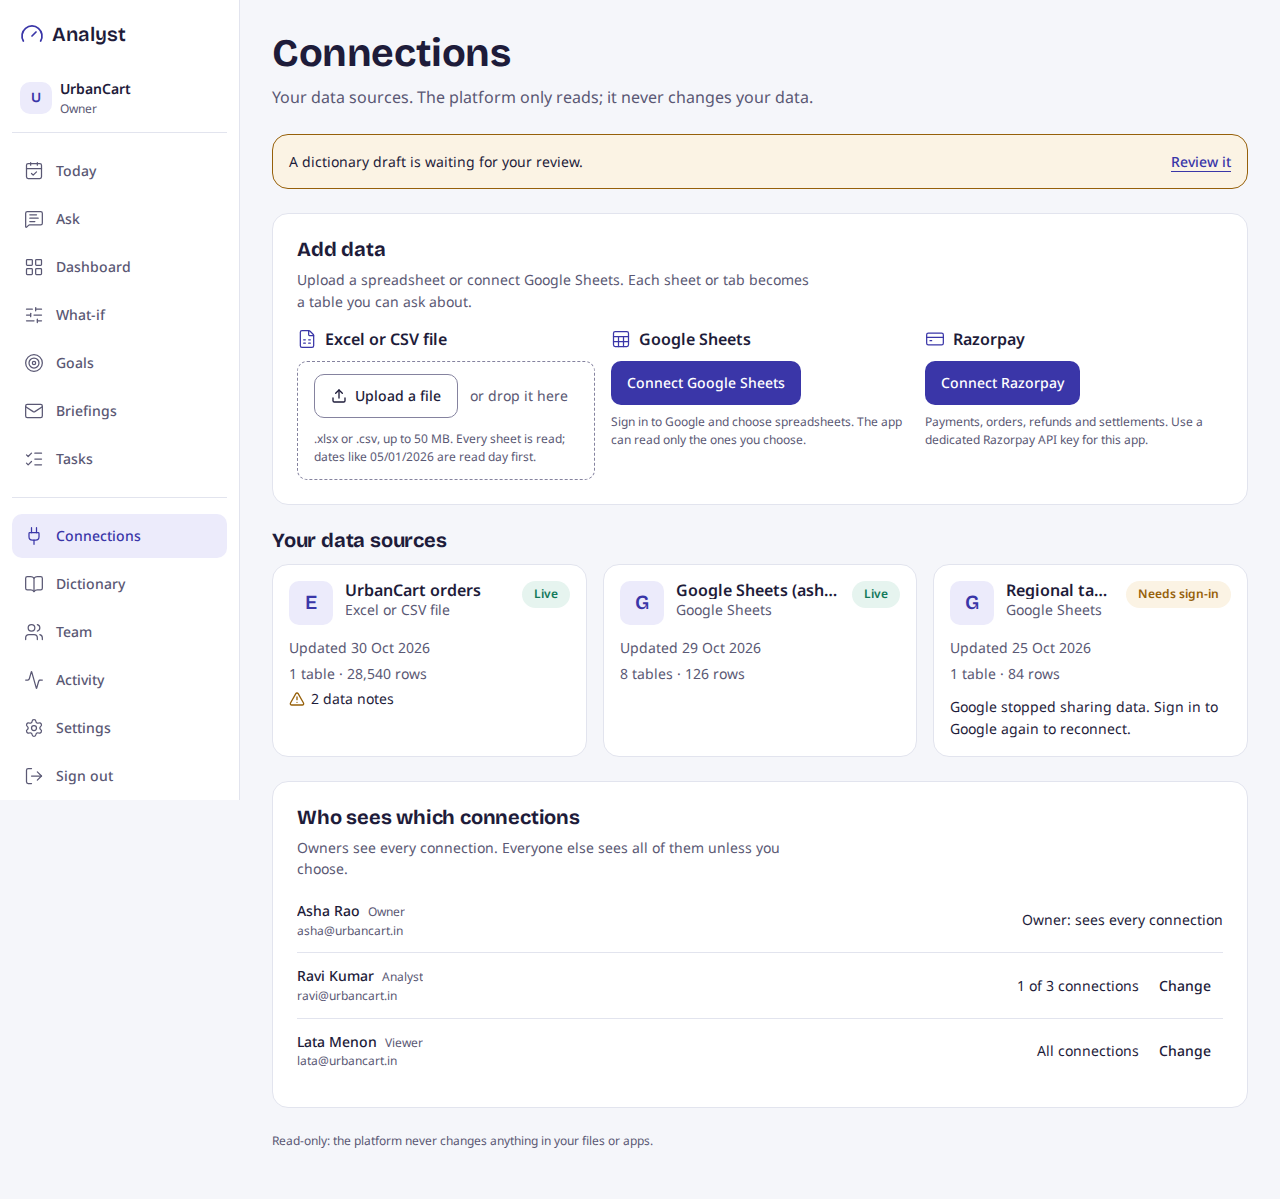 Analyst
U
UrbanCart
Owner
Today
Ask
Dashboard
What-if
Goals
Briefings
Tasks
Connections
Dictionary
Team
Activity
Settings
Sign out
Connections
Your data sources. The platform only reads; it never changes your data.
A dictionary draft is waiting for your review.
Review it
Add data
Upload a spreadsheet or connect Google Sheets. Each sheet or tab becomes
a table you can ask about.
Excel or CSV file
Upload a file
or drop it here
.xlsx or .csv, up to 50 MB. Every sheet is read;
dates like 05/01/2026 are read day first.
Google Sheets
Connect Google Sheets
Sign in to Google and choose spreadsheets. The app
can read only the ones you choose.
Razorpay
Connect Razorpay
Payments, orders, refunds and settlements. Use a
dedicated Razorpay API key for this app.
Your data sources
E
UrbanCart orders
Live
Excel or CSV file
Updated 30 Oct 2026
1 table · 28,540 rows
2 data notes
G
Google Sheets (ash...
Live
Google Sheets
Updated 29 Oct 2026
8 tables · 126 rows
G
Regional ta...
Needs sign-in
Google Sheets
Updated 25 Oct 2026
1 table · 84 rows
Google stopped sharing data. Sign in to
Google again to reconnect.
Who sees which connections
Owners see every connection. Everyone else sees all of them unless you
choose.
Asha Rao Owner
asha@urbancart.in
Owner: sees every connection
Ravi Kumar Analyst
ravi@urbancart.in
1 of 3 connections Change
Lata Menon Viewer
lata@urbancart.in
All connections Change
Read-only: the platform never changes anything in your files or apps.